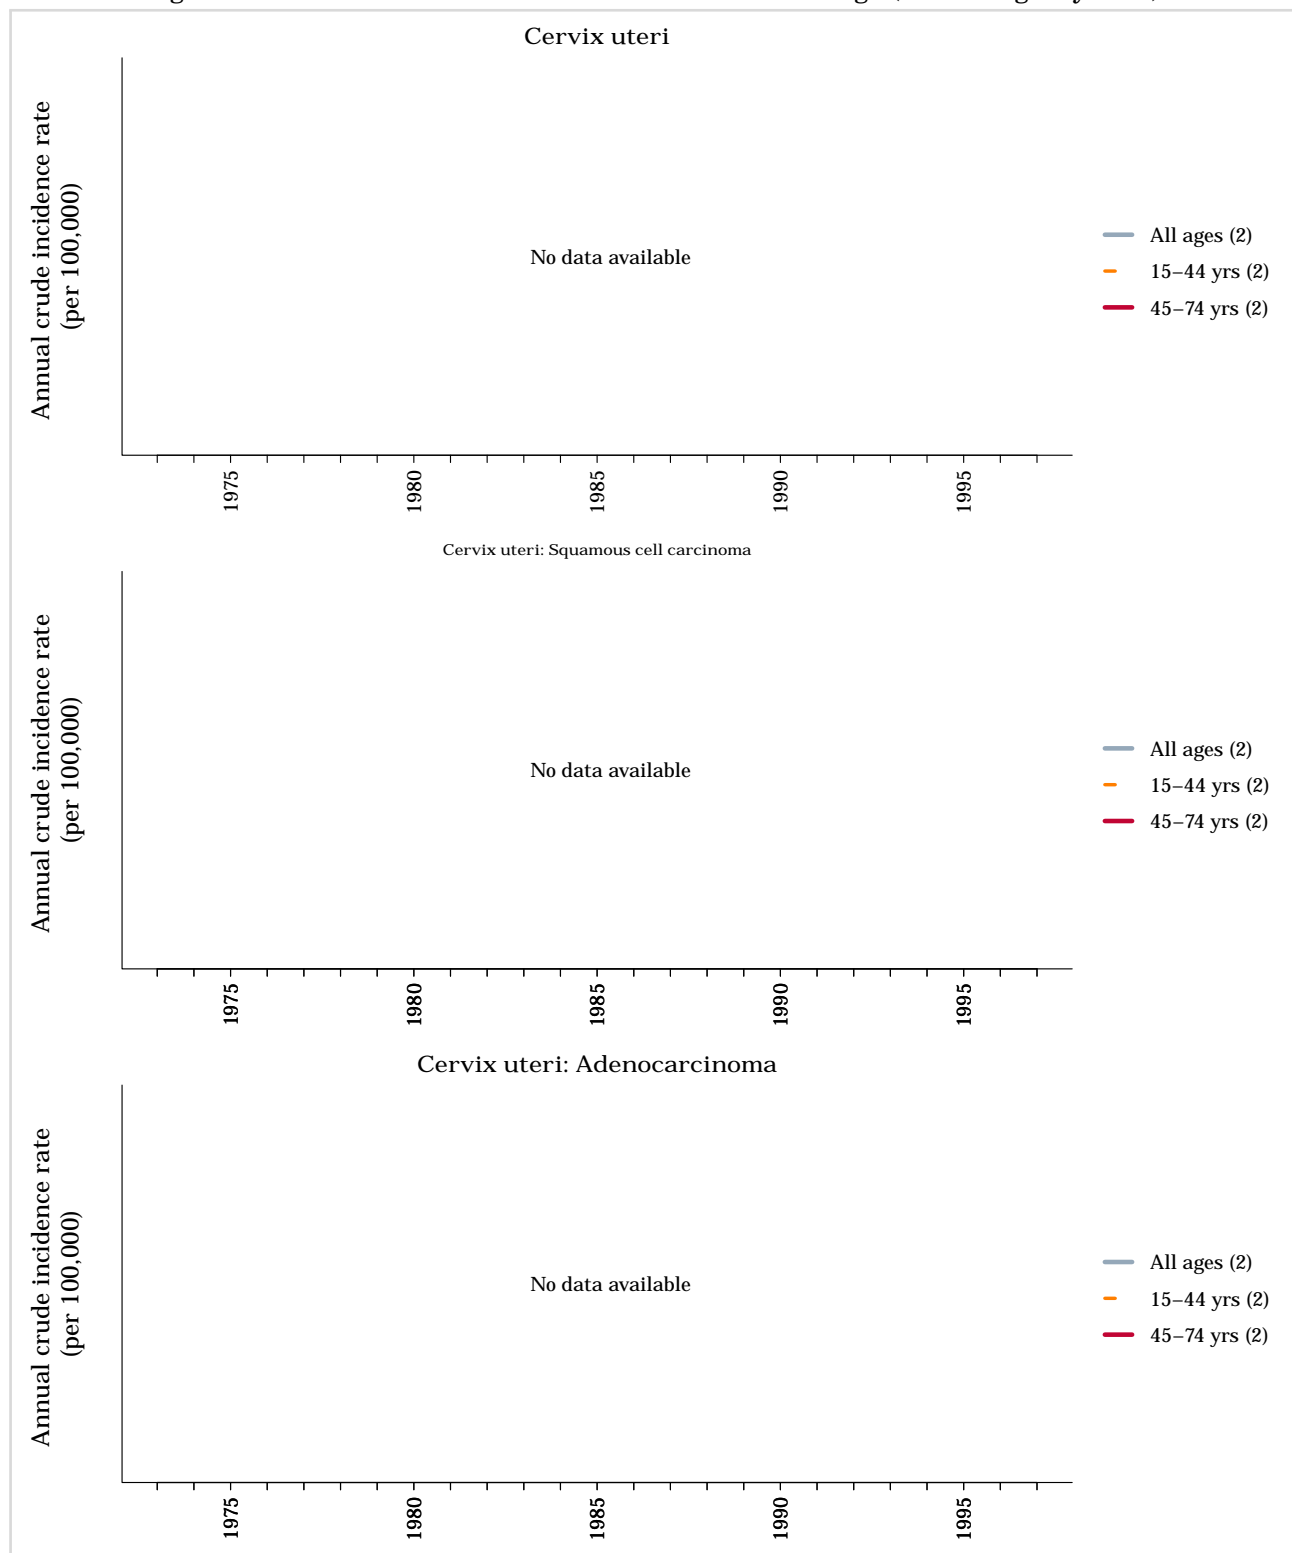 Cervix uteri
Annual crude incidence rate
(per 100,000)
No data available
All ages (2)
15–44 yrs (2)
45–74 yrs (2)
1975
1980
1985
1990
1995
Cervix uteri: Squamous cell carcinoma
Annual crude incidence rate
(per 100,000)
No data available
All ages (2)
15–44 yrs (2)
45–74 yrs (2)
1975
1980
1985
1990
1995
Cervix uteri: Adenocarcinoma
Annual crude incidence rate
(per 100,000)
No data available
All ages (2)
15–44 yrs (2)
45–74 yrs (2)
1975
1980
1985
1990
1995